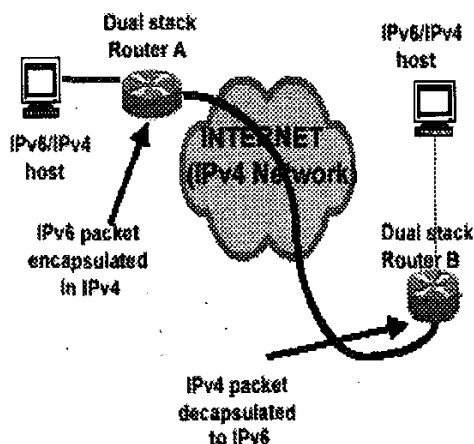 Dual stack
Router A
IPv6/IPv4
host
IPv6/IPv4
host
INTERNET
(IPv4 Network)
IPv6 packet
encapsulated
in IPv4
Dual stack
Router B
IPv4 packet
decapsulated
to IPv6